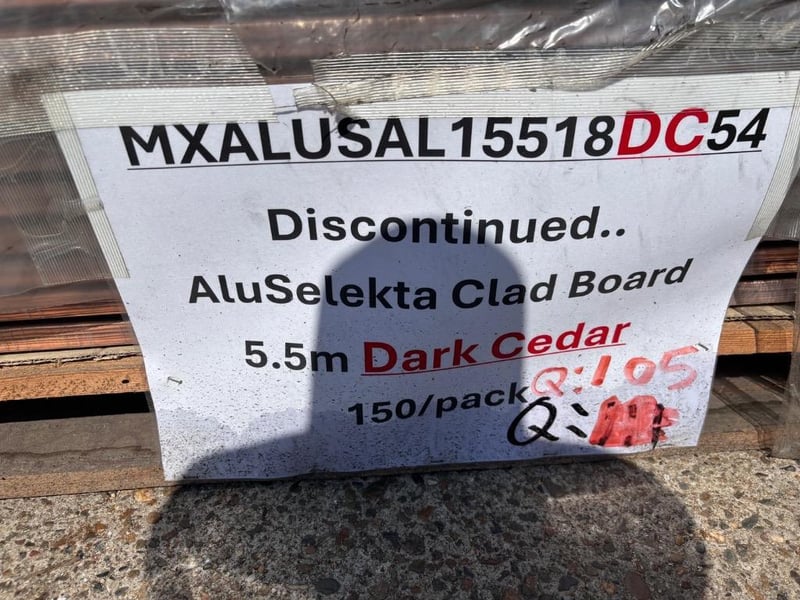 MXALUSAL15518DC54
Discontinued..
AluSelekta Clad Board
5.5m Dark Cedar
150/pack Q:105
Q: